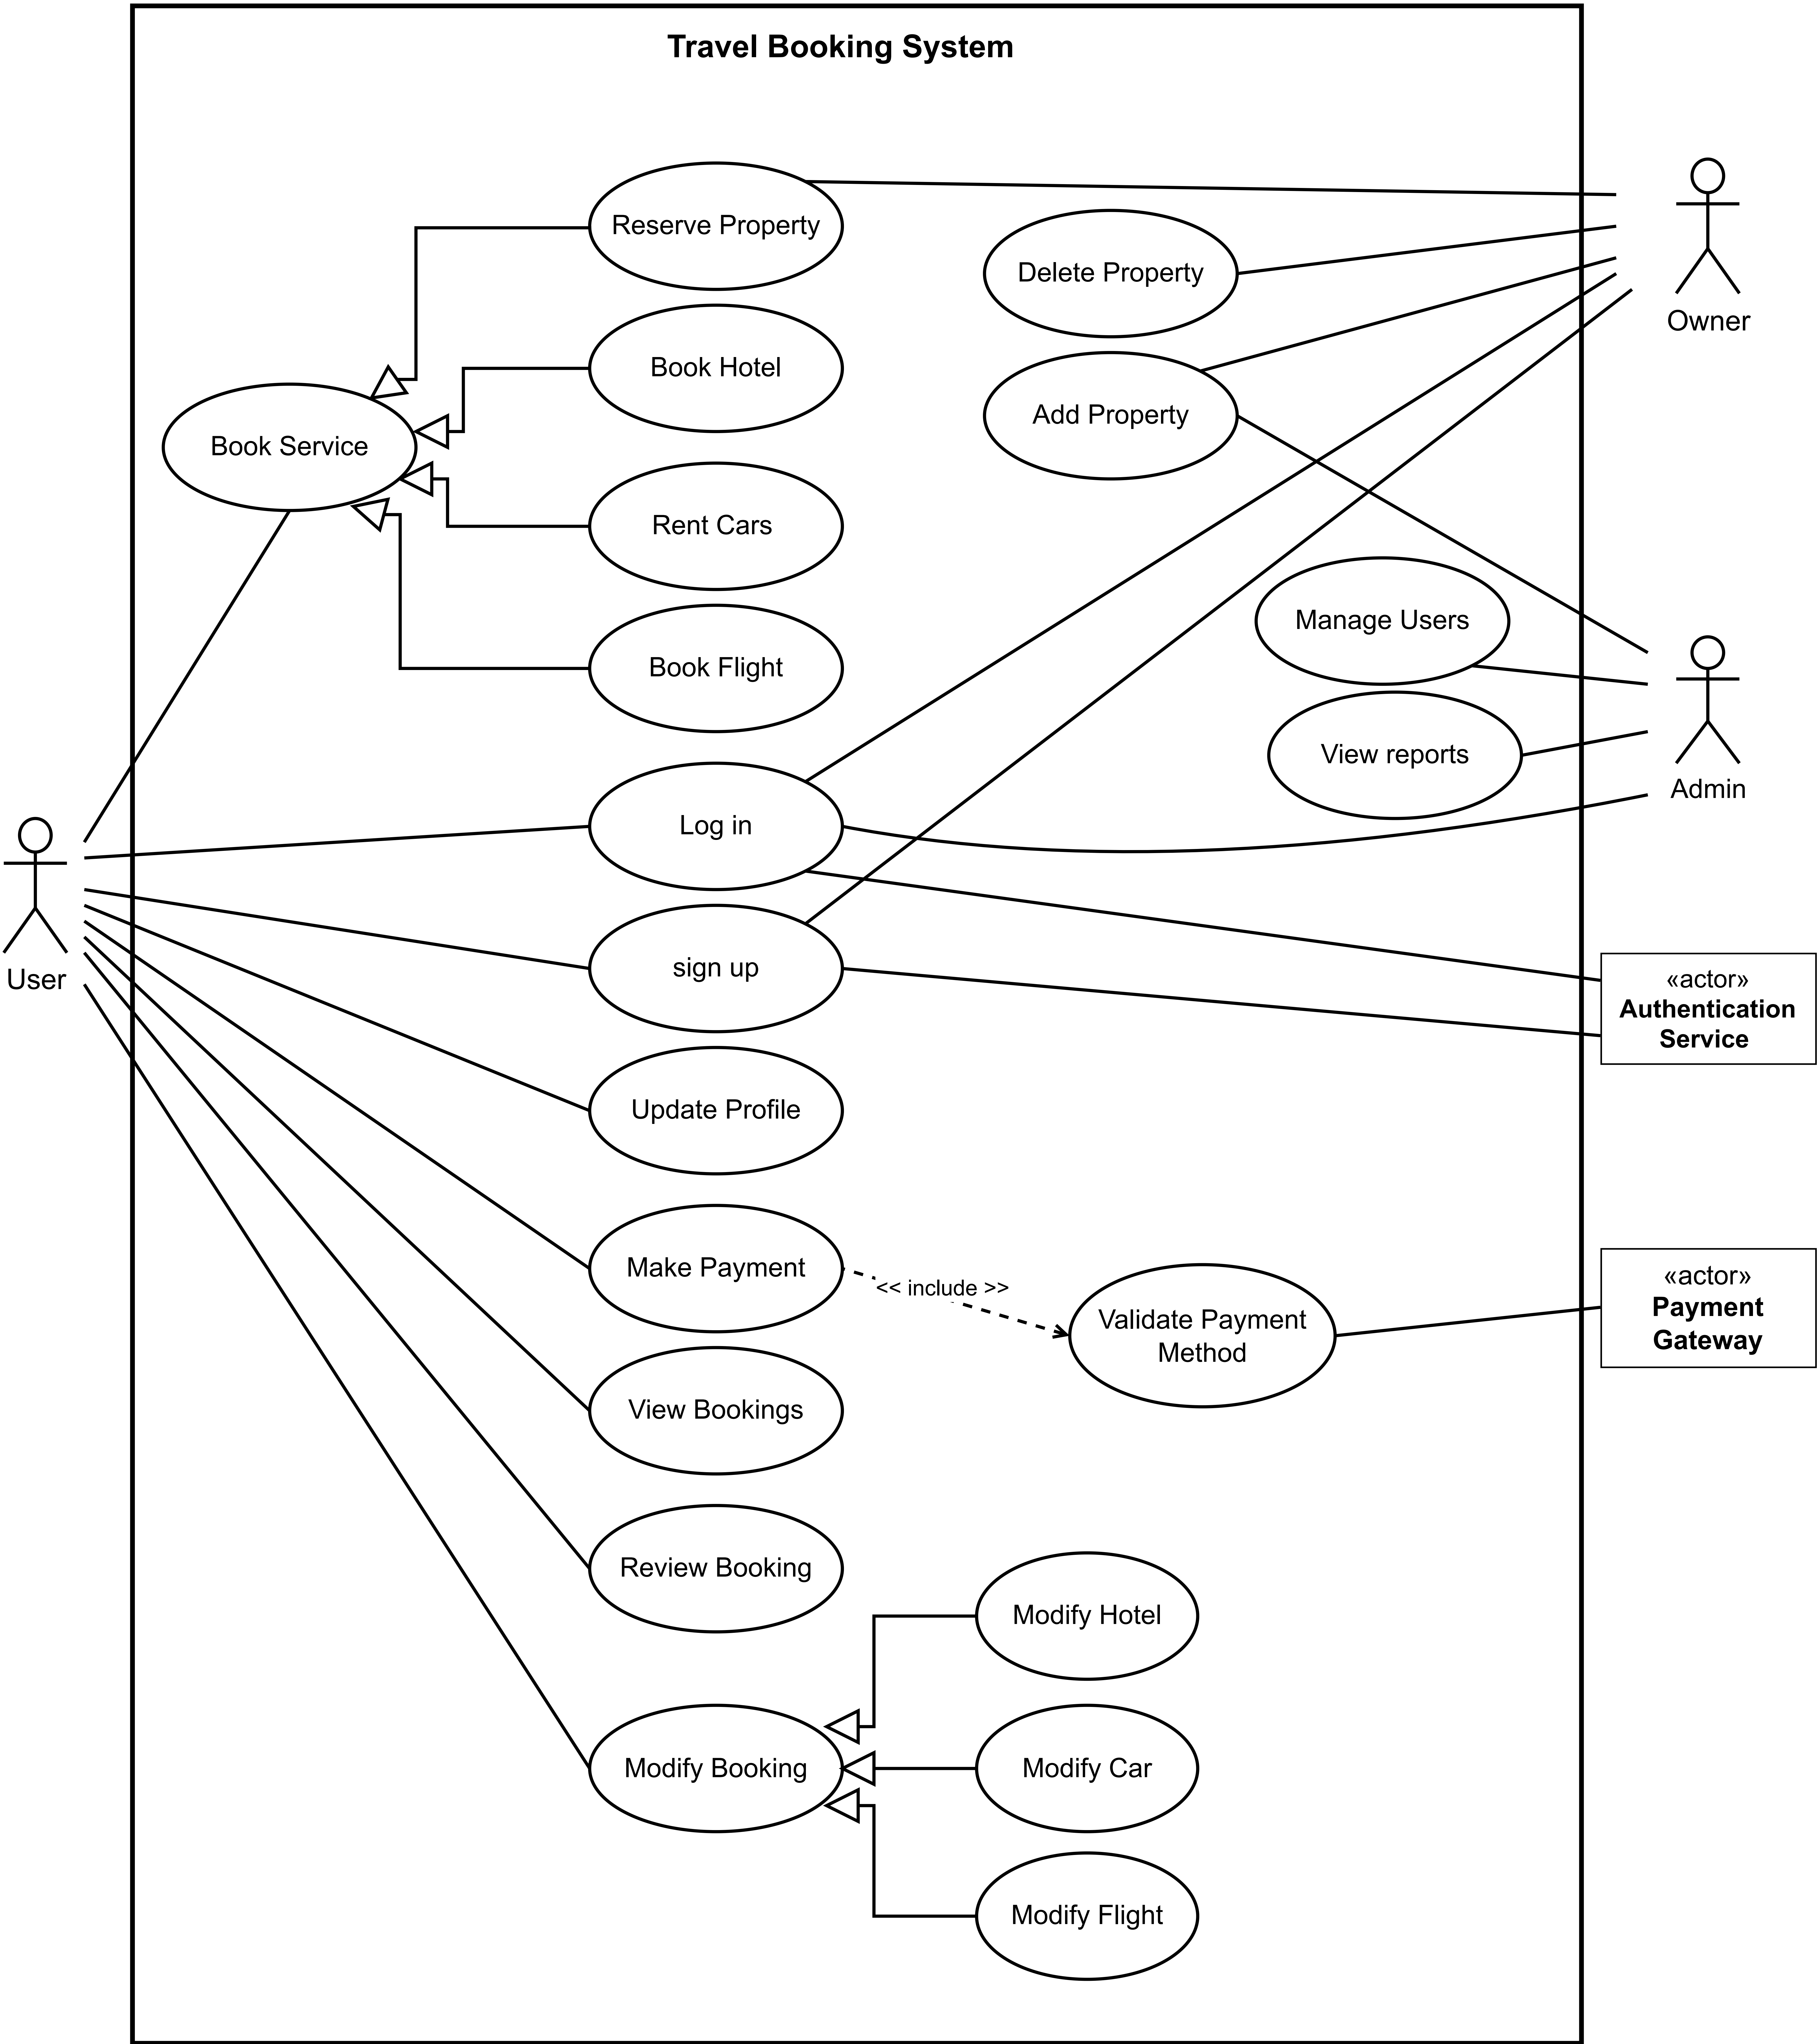 Travel Booking System
Reserve Property
Delete Property
Owner
Book Hotel
Add Property
Book Service
Rent Cars
Manage Users
Book Flight
View reports
Admin
Log in
User
sign up
«actor»
Authentication
Service
Update Profile
Make Payment
<< include >>
Validate Payment
Method
«actor»
Payment
Gateway
View Bookings
Review Booking
Modify Hotel
Modify Booking
Modify Car
Modify Flight